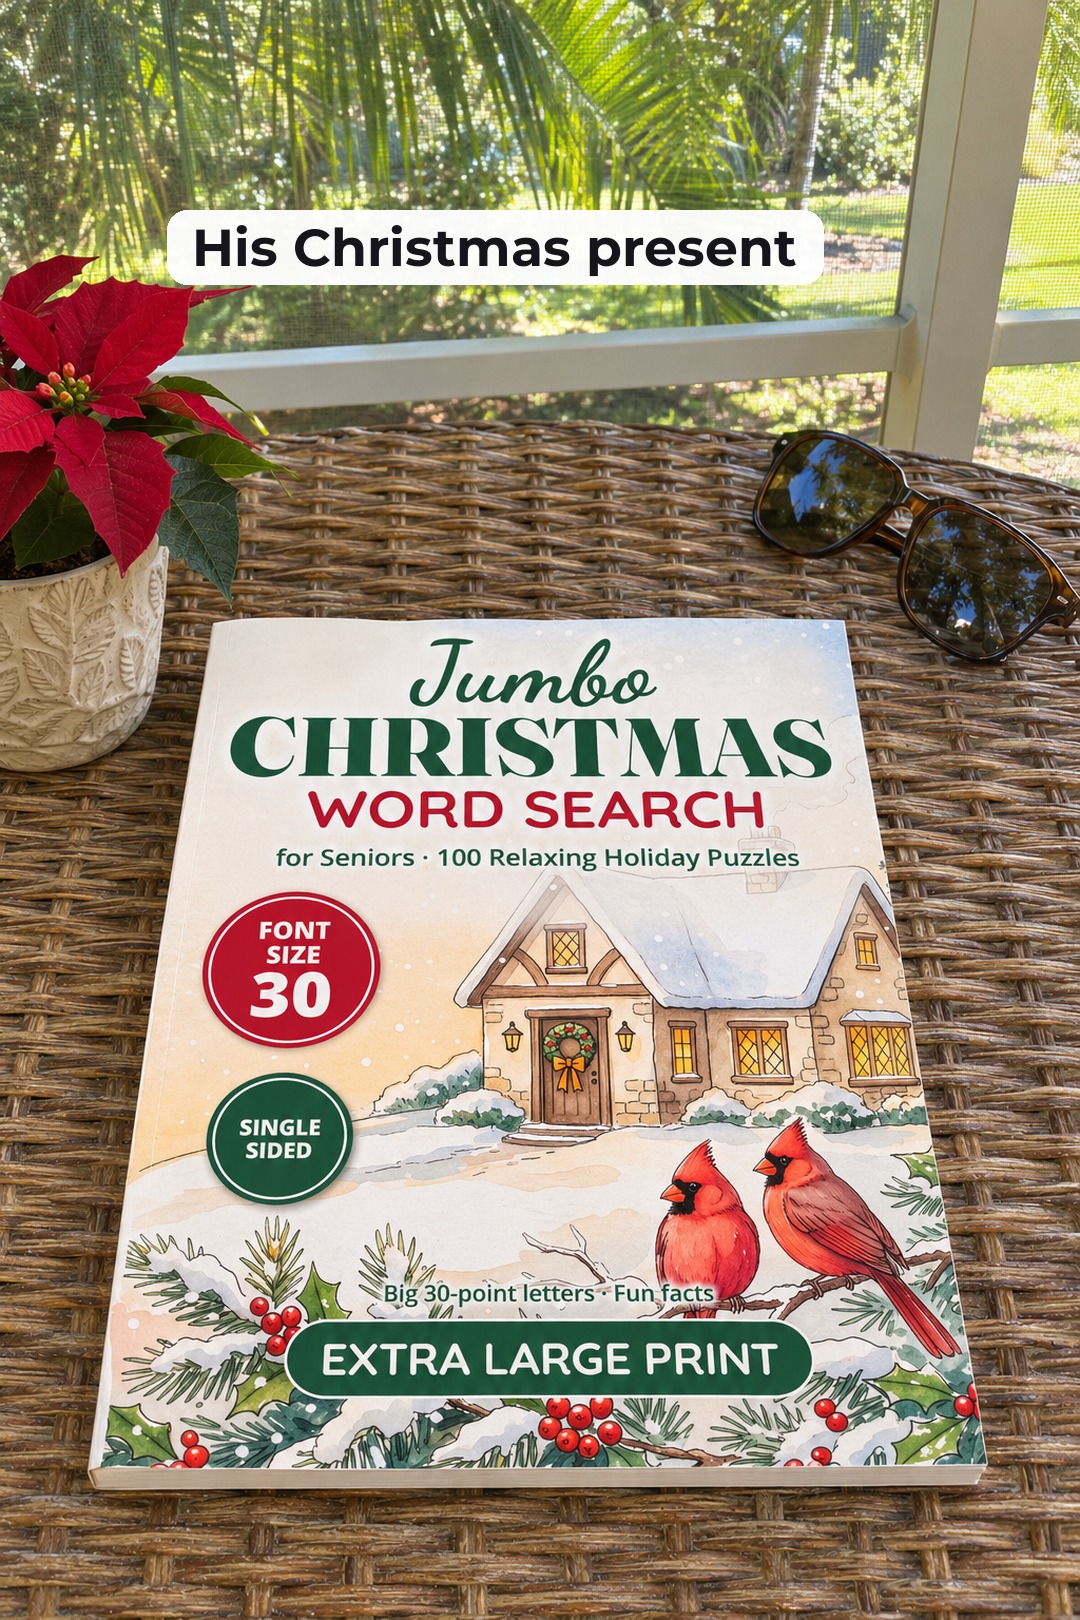 His Christmas present
Jumbo
CHRISTMAS
WORD SEARCH
for Seniors · 100 Relaxing Holiday Puzzles
FONT
SIZE
30
SINGLE
SIDED
Big 30-point letters · Fun facts
EXTRA LARGE PRINT